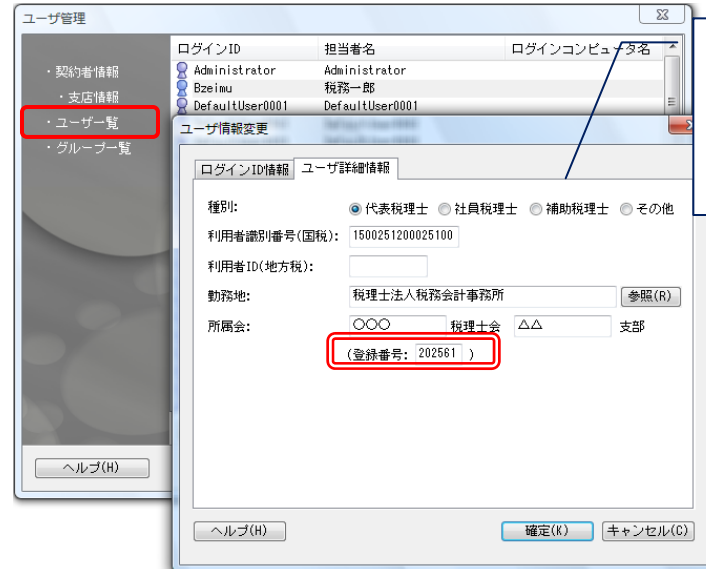 ユーザ管理
ログインID 担当者名 ログインコンピュータ名
・契約者情報
・支店情報
・ユーザ一覧
・グループ一覧
Administrator Administrator
Bzeimu 税務一郎
DefaultUser0001 DefaultUser0001
ユーザ情報変更
ログインID情報 ユーザ詳細情報
種別: 代表税理士 社員税理士 補助税理士 その他
利用者識別番号(国税): 1500251200025100
利用者ID(地方税):
勤務地: 税理士法人税務会計事務所 参照(R)
所属会: 〇〇〇 税理士会 △△ 支部
(登録番号: 202561 )
ヘルプ(H)
ヘルプ(H) 確定(K) キャンセル(C)